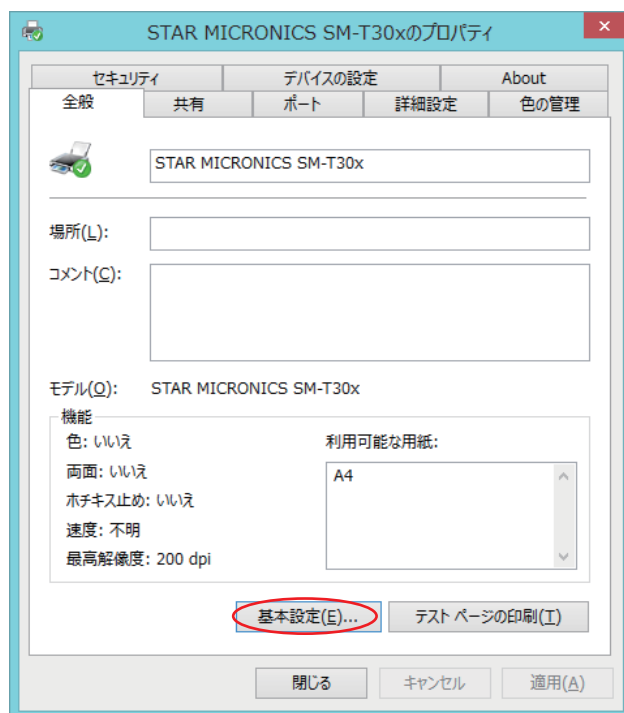 STAR MICRONICS SM-T30xのプロパティ
セキュリティ デバイスの設定 About
全般 共有 ポート 詳細設定 色の管理
STAR MICRONICS SM-T30x
場所(L):
コメント(C):
モデル(O): STAR MICRONICS SM-T30x
機能
色: いいえ 利用可能な用紙:
両面: いいえ A4
ホチキス止め: いいえ
速度: 不明
最高解像度: 200 dpi
基本設定(E)... テスト ページの印刷(T)
閉じる キャンセル 適用(A)